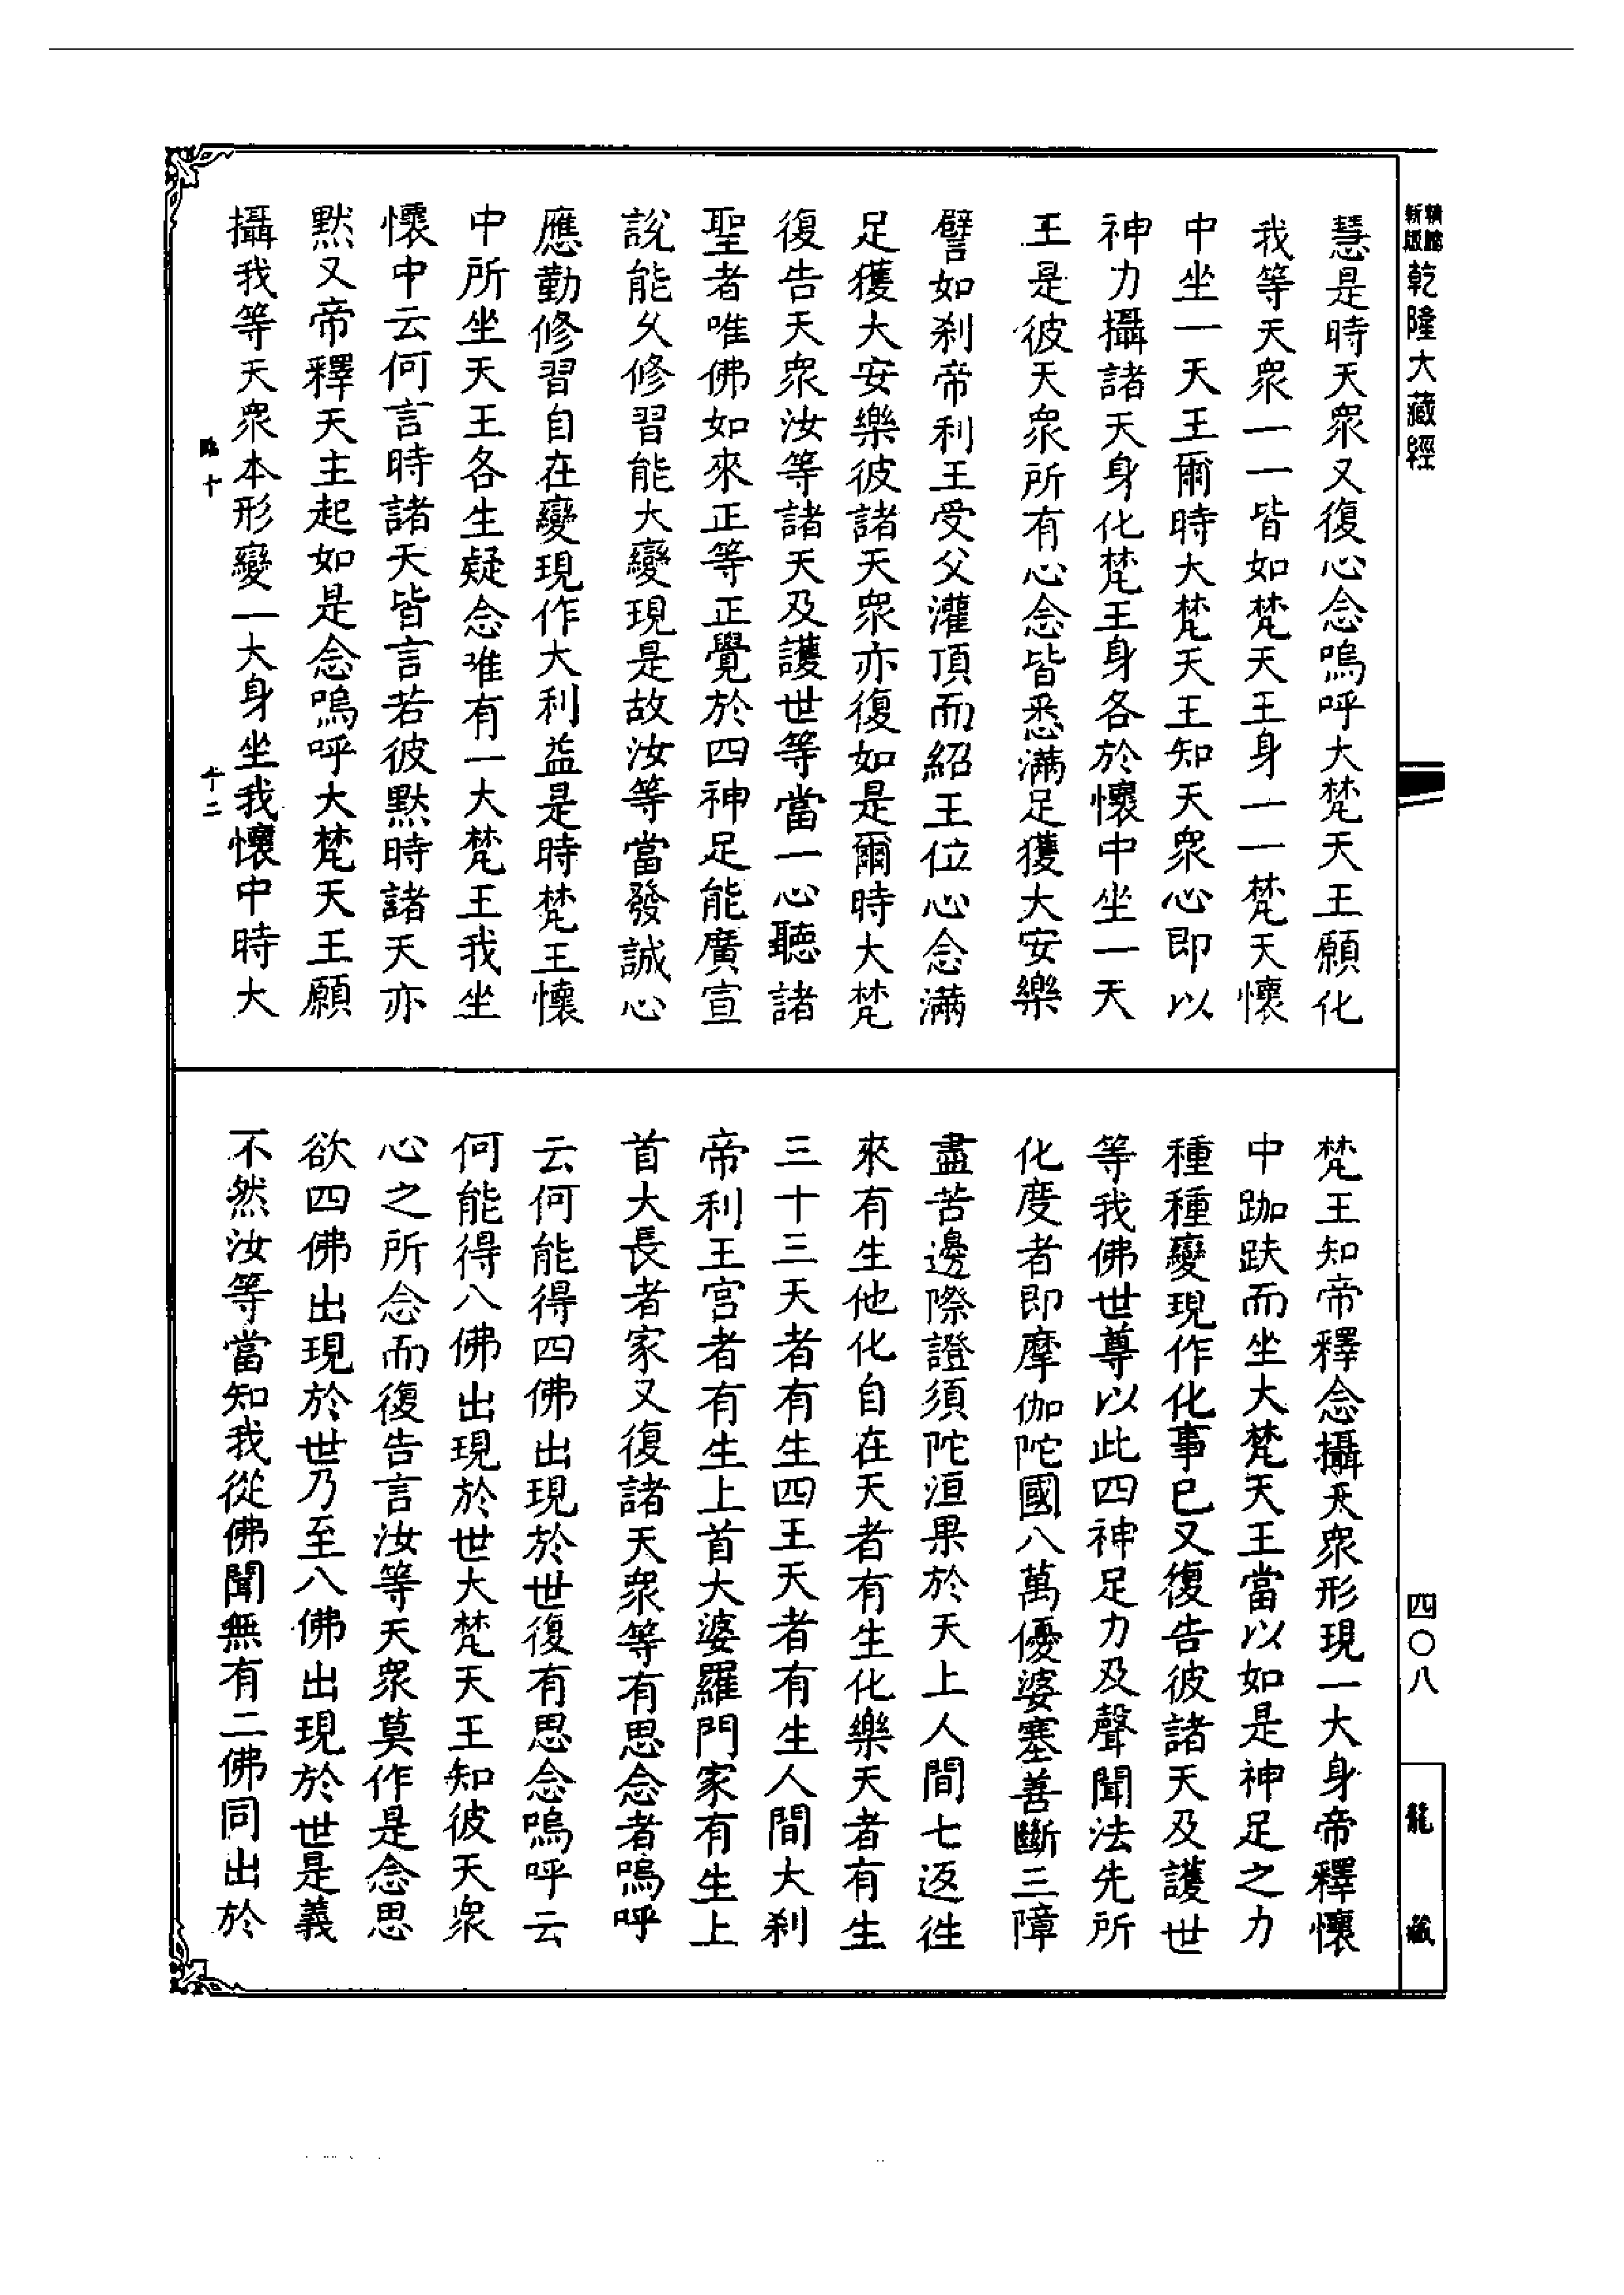 新版
精縮
乾隆大藏經
四〇八
龍藏
慧是時天眾又復心念嗚呼大梵天王願化
我等天眾一一皆如梵天王身一一梵天懷
中坐一天王爾時大梵天王知天眾心即以
神力攝諸天身化梵王身各於懷中坐一天
王是彼天眾所有心念皆悉滿足獲大安樂
譬如刹帝利王受父灌頂而紹王位心念滿
足獲大安樂彼諸天眾亦復如是爾時大梵
復告天眾汝等諸天及護世等當一心聽諸
聖者唯佛如來正等正覺於四神足能廣宣
說能久修習能大變現是故汝等當發誠心
應勤修習自在變現作大利益是時梵王懷
中所坐天王各生疑念唯有一大梵王我坐
懷中云何言時諸天皆言若彼默時諸天亦
默又帝釋天主起如是念嗚呼大梵天王願
攝我等天眾本形變一大身坐我懷中時大
十
十二
梵王知帝釋念攝天眾形現一大身帝釋懷
中跏趺而坐大梵天王當以如是神足之力
種種變現作化事已又復告彼諸天及護世
等我佛世尊以此四神足力及聲聞法先所
化度者即摩伽陀國八萬優婆塞善斷三障
盡苦邊際證須陀洹果於天上人間七返往
來有生他化自在天者有生化樂天者有生
三十三天者有生四王天者有生人間大刹
帝利王宮者有生上首大婆羅門家有生上
首大長者家又復諸天眾等有思念者嗚呼
云何能得四佛出現於世復有思念嗚呼云
何能得八佛出現於世大梵天王知彼天眾
心之所念而復告言汝等天眾莫作是念思
欲四佛出現於世乃至八佛出現於世是義
不然汝等當知我從佛聞無有二佛同出於